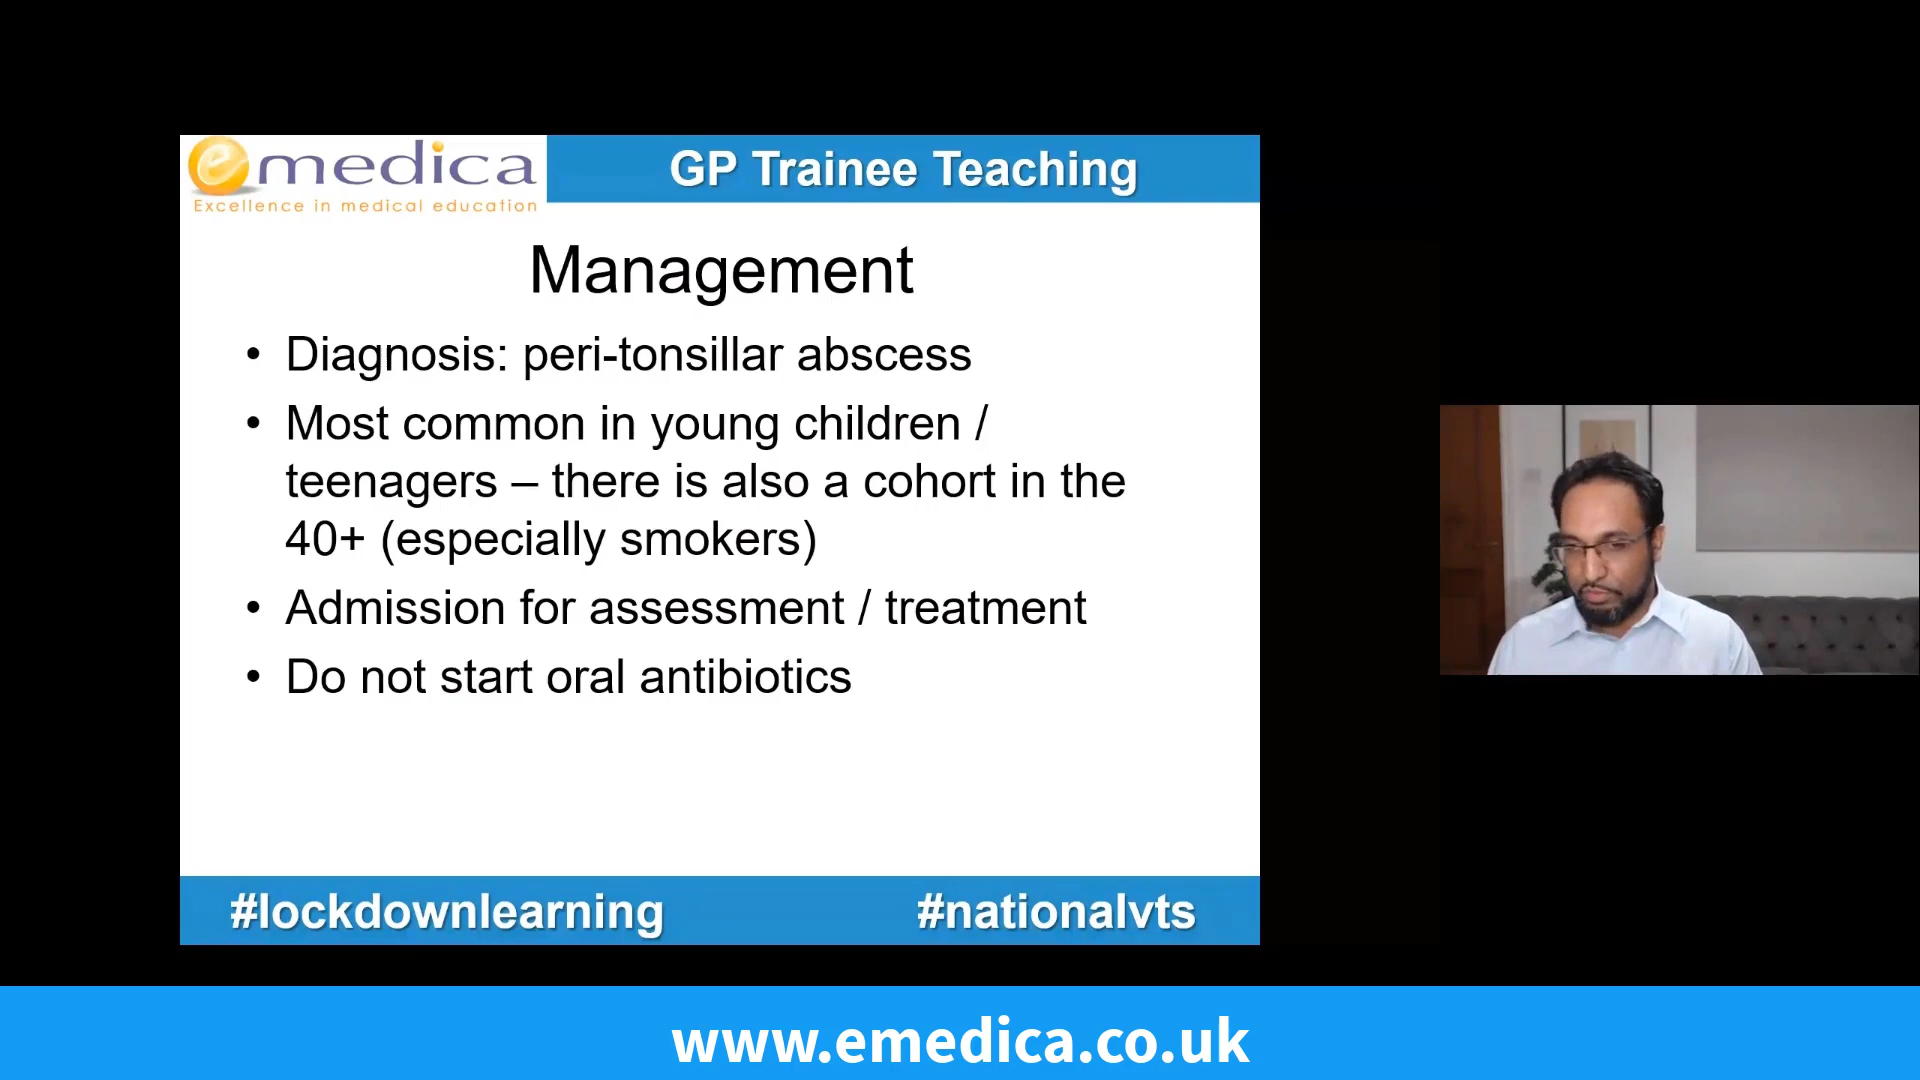 emedica
Excellence in medical education
GP Trainee Teaching
Management
• Diagnosis: peri-tonsillar abscess
• Most common in young children /
teenagers – there is also a cohort in the
40+ (especially smokers)
• Admission for assessment / treatment
• Do not start oral antibiotics
#lockdownlearning
#nationalvts
www.emedica.co.uk